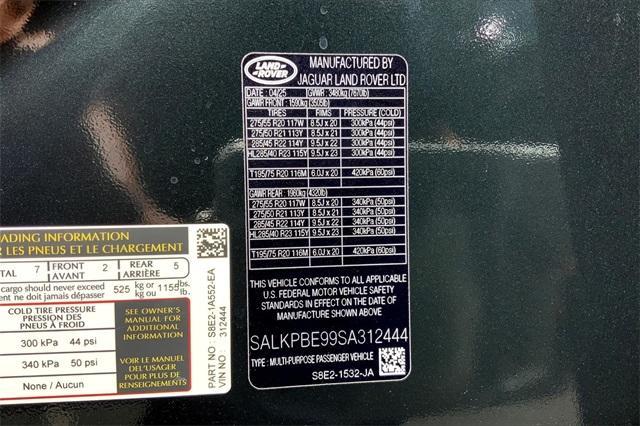 LAND ROVER
MANUFACTURED BY
JAGUAR LAND ROVER LTD
DATE : 04/25 GVWR : 3480kg (7670lb)
GAWR FRONT : 1590kg (3505lb)
TIRES RIMS PRESSURE (COLD)
275/55 R20 117W 8.5J x 20 300kPa (44psi)
275/50 R21 113Y 8.5J x 21 300kPa (44psi)
285/45 R22 114Y 9.5J x 22 300kPa (44psi)
HL285/40 R23 115Y 9.5J x 23 300kPa (44psi)
T195/75 R20 116M 6.0J x 20 420kPa (60psi)
GAWR REAR : 1960kg (4320lb)
275/55 R20 117W 8.5J x 20 340kPa (50psi)
275/50 R21 113Y 8.5J x 21 340kPa (50psi)
285/45 R22 114Y 9.5J x 22 340kPa (50psi)
HL285/40 R23 115Y 9.5J x 23 340kPa (50psi)
T195/75 R20 116M 6.0J x 20 420kPa (60psi)
THIS VEHICLE CONFORMS TO ALL APPLICABLE
U.S. FEDERAL MOTOR VEHICLE SAFETY
STANDARDS IN EFFECT ON THE DATE OF
MANUFACTURE SHOWN ABOVE
SALKPBE99SA312444
TYPE : MULTI-PURPOSE PASSENGER VEHICLE
S8E2-1532-JA
ADING INFORMATION
R LES PNEUS ET LE CHARGEMENT
TAL 7 FRONT 2 REAR 5
AVANT ARRIÈRE
cargo should never exceed 525 kg or 1155 lbs.
ent ne doit jamais dépasser kg ou lb.
COLD TIRE PRESSURE
PRESSION DES
PNEUS À FROID
300 kPa 44 psi
340 kPa 50 psi
None / Aucun
SEE OWNER'S
MANUAL FOR
ADDITIONAL
INFORMATION
VOIR LE MANUEL
DE L'USAGER
POUR PLUS DE
RENSEIGNEMENTS
PART NO : S8E2-1A552-EA
VIN NO : 312444